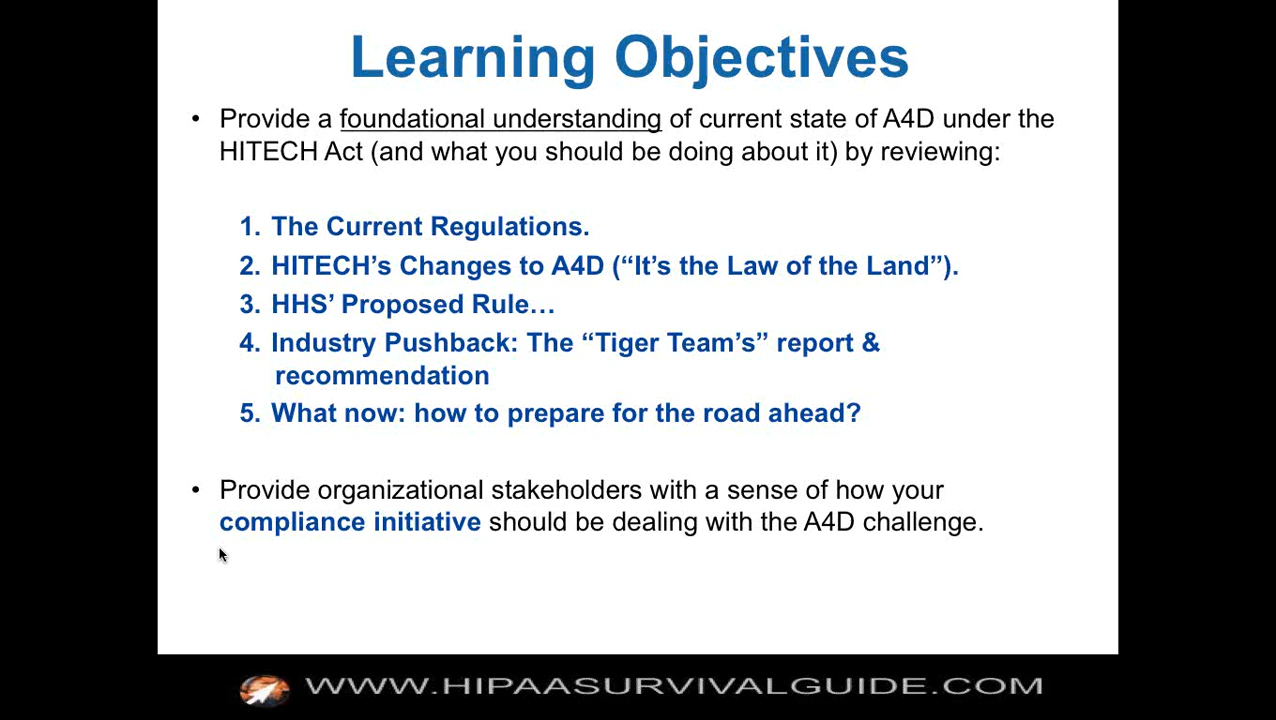 Learning Objectives
• Provide a foundational understanding of current state of A4D under the
HITECH Act (and what you should be doing about it) by reviewing:
1. The Current Regulations.
2. HITECH’s Changes to A4D (“It’s the Law of the Land”).
3. HHS’ Proposed Rule…
4. Industry Pushback: The “Tiger Team’s” report &
recommendation
5. What now: how to prepare for the road ahead?
• Provide organizational stakeholders with a sense of how your
compliance initiative should be dealing with the A4D challenge.
WWW.HIPAASURVIVALGUIDE.COM